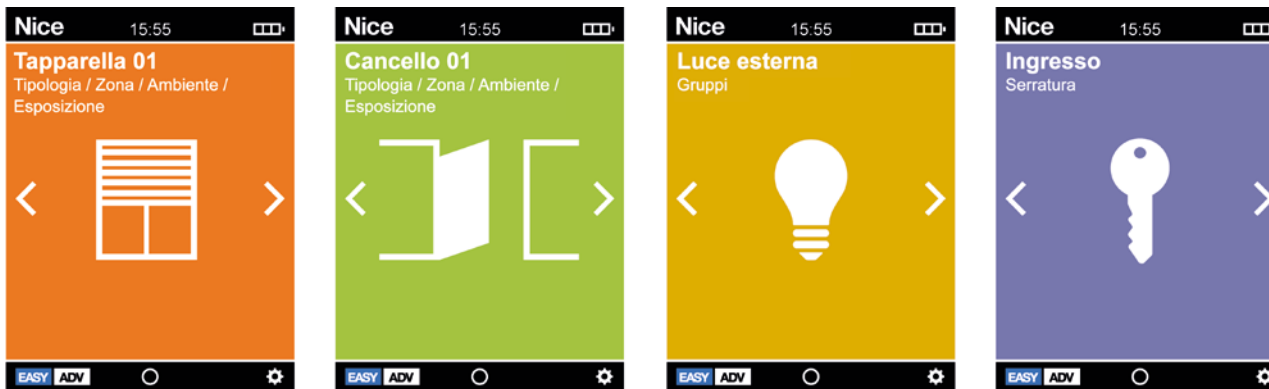 Nice 15:55
Tapparella 01
Tipologia / Zona / Ambiente /
Esposizione
EASY ADV
Nice 15:55
Cancello 01
Tipologia / Zona / Ambiente /
Esposizione
EASY ADV
Nice 15:55
Luce esterna
Gruppi
EASY ADV
Nice 15:55
Ingresso
Serratura
EASY ADV